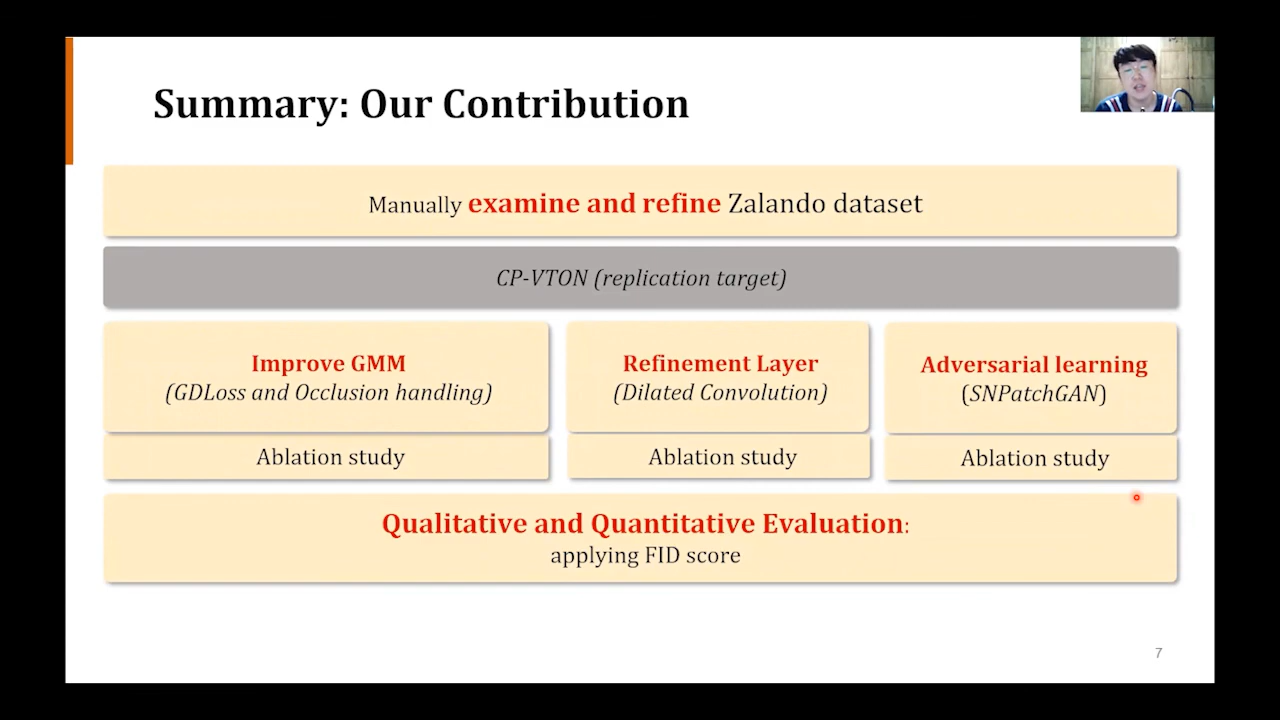 Summary: Our Contribution
Manually examine and refine Zalando dataset
CP-VTON (replication target)
Improve GMM
(GDLoss and Occlusion handling)
Refinement Layer
(Dilated Convolution)
Adversarial learning
(SNPatchGAN)
Ablation study
Ablation study
Ablation study
Qualitative and Quantitative Evaluation:
applying FID score
7